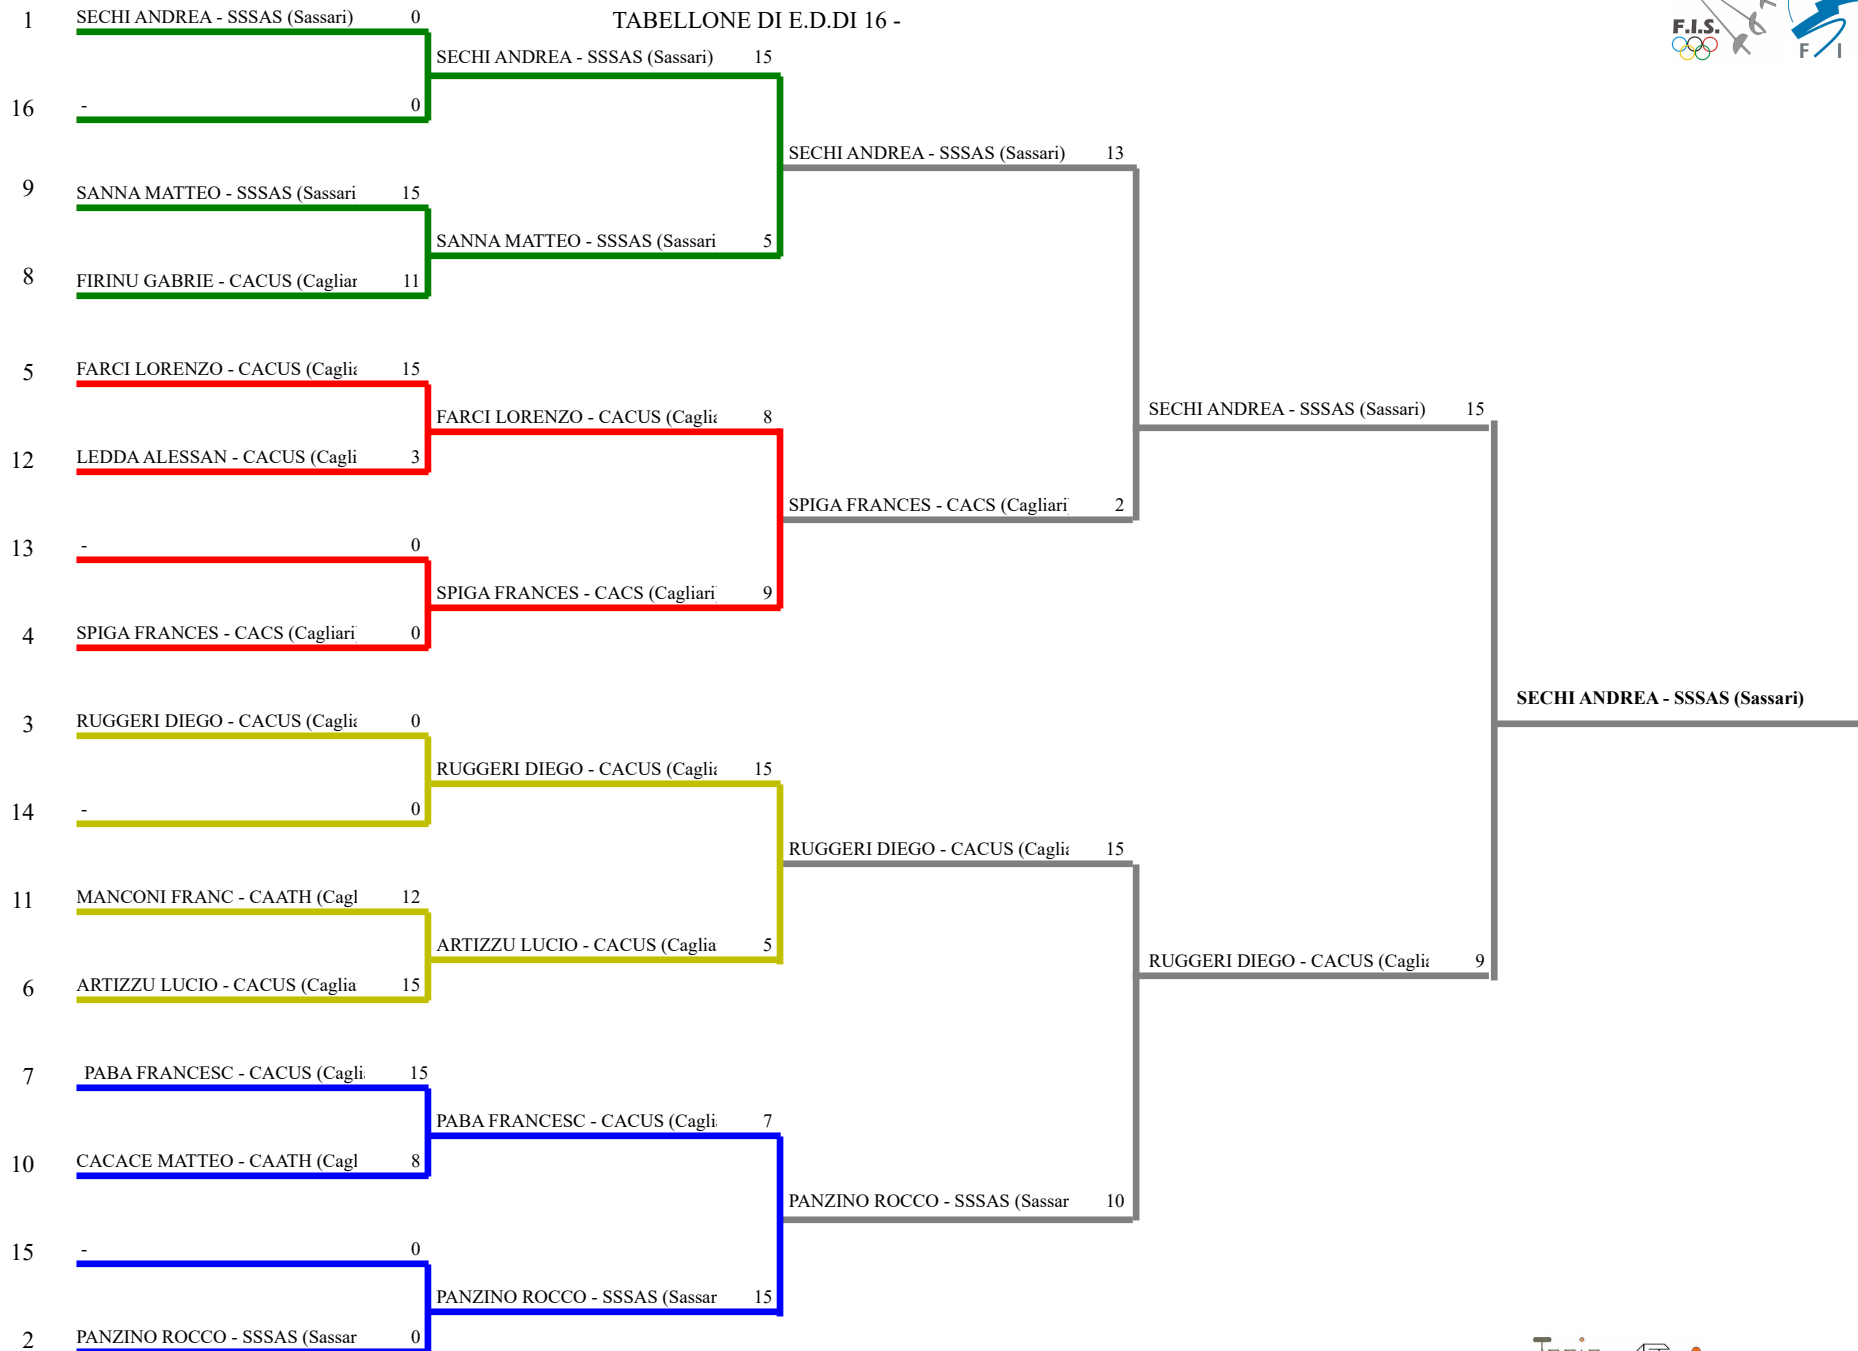 TABELLONE DI E.D.DI 16 -
F.I.S.
F I
1 SECHI ANDREA - SSSAS (Sassari) 0
SECHI ANDREA - SSSAS (Sassari) 15
16 - 0
SECHI ANDREA - SSSAS (Sassari) 13
9 SANNA MATTEO - SSSAS (Sassari 15
SANNA MATTEO - SSSAS (Sassari 5
8 FIRINU GABRIE - CACUS (Cagliar 11
5 FARCI LORENZO - CACUS (Caglia 15
SECHI ANDREA - SSSAS (Sassari) 15
FARCI LORENZO - CACUS (Caglia 8
12 LEDDA ALESSAN - CACUS (Cagli 3
SPIGA FRANCES - CACS (Cagliari) 2
13 - 0
SPIGA FRANCES - CACS (Cagliari) 9
4 SPIGA FRANCES - CACS (Cagliari) 0
SECHI ANDREA - SSSAS (Sassari)
3 RUGGERI DIEGO - CACUS (Caglia 0
RUGGERI DIEGO - CACUS (Caglia 15
14 - 0
RUGGERI DIEGO - CACUS (Caglia 15
11 MANCONI FRANC - CAATH (Cagl 12
ARTIZZU LUCIO - CACUS (Caglia 5
RUGGERI DIEGO - CACUS (Caglia 9
6 ARTIZZU LUCIO - CACUS (Caglia 15
7 PABA FRANCESC - CACUS (Cagli 15
PABA FRANCESC - CACUS (Cagli 7
10 CACACE MATTEO - CAATH (Cagl 8
PANZINO ROCCO - SSSAS (Sassar 10
15 - 0
PANZINO ROCCO - SSSAS (Sassar 15
2 PANZINO ROCCO - SSSAS (Sassar 0